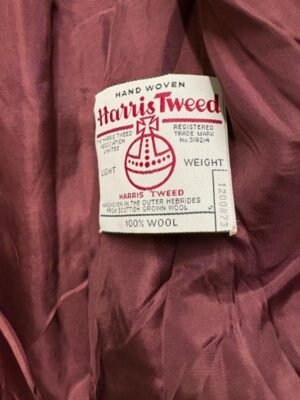 HAND WOVEN
Harris Tweed
THE HARRIS TWEED ASSOCIATION LIMITED
REGISTERED TRADE MARK No.319214
LIGHT WEIGHT
HARRIS TWEED
HANDWOVEN IN THE OUTER HEBRIDES
FROM SCOTTISH GROWN WOOL
100% WOOL
1200873